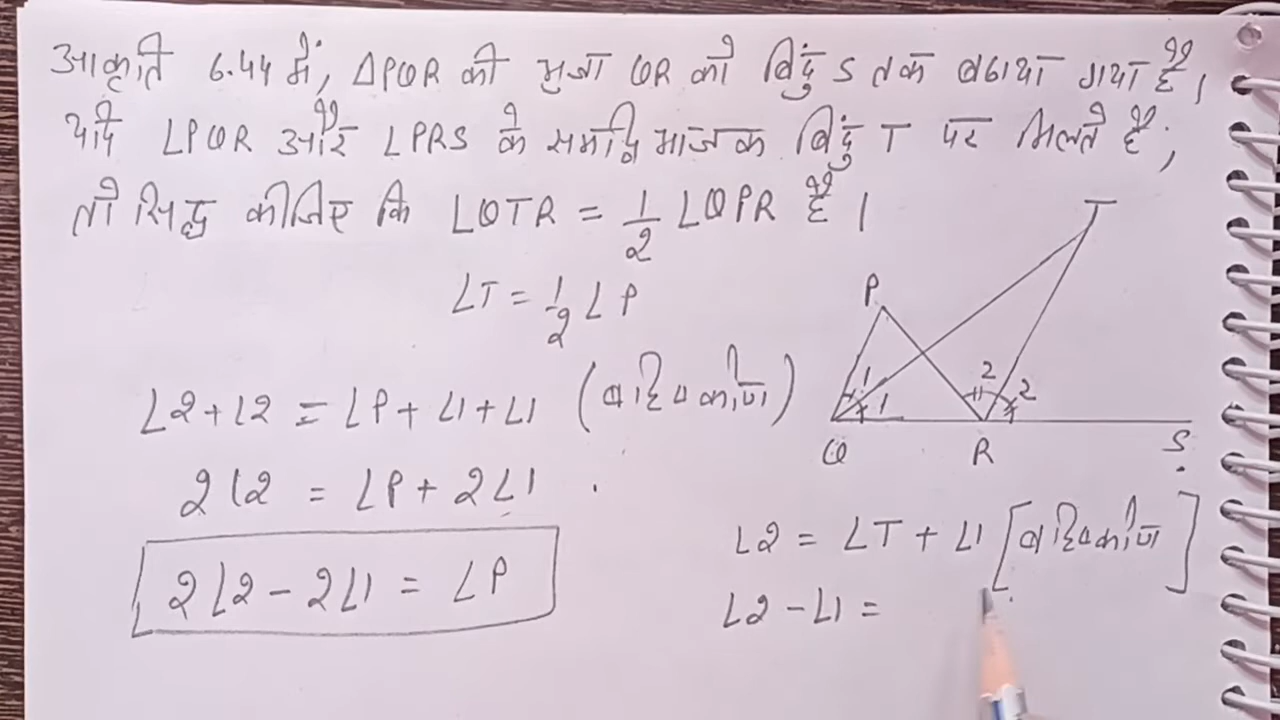 आकृति 6.44 में, ΔPQR की भुजा QR को बिंदु S तक बढाया गया है।
यदि ∠PQR और ∠PRS के समद्विभाजक बिंदु T पर मिलते है;
तो सिद्ध कीजिए कि ∠QTR = 1/2 ∠QPR है।
∠T = 1/2 ∠P
T
P
1
1
2
2
Q
R
S
∠2 + ∠2 = ∠P + ∠1 + ∠1 (बाह्यकोण)
2∠2 = ∠P + 2∠1
2∠2 - 2∠1 = ∠P
∠2 = ∠T + ∠1 [बाह्यकोण]
∠2 - ∠1 =